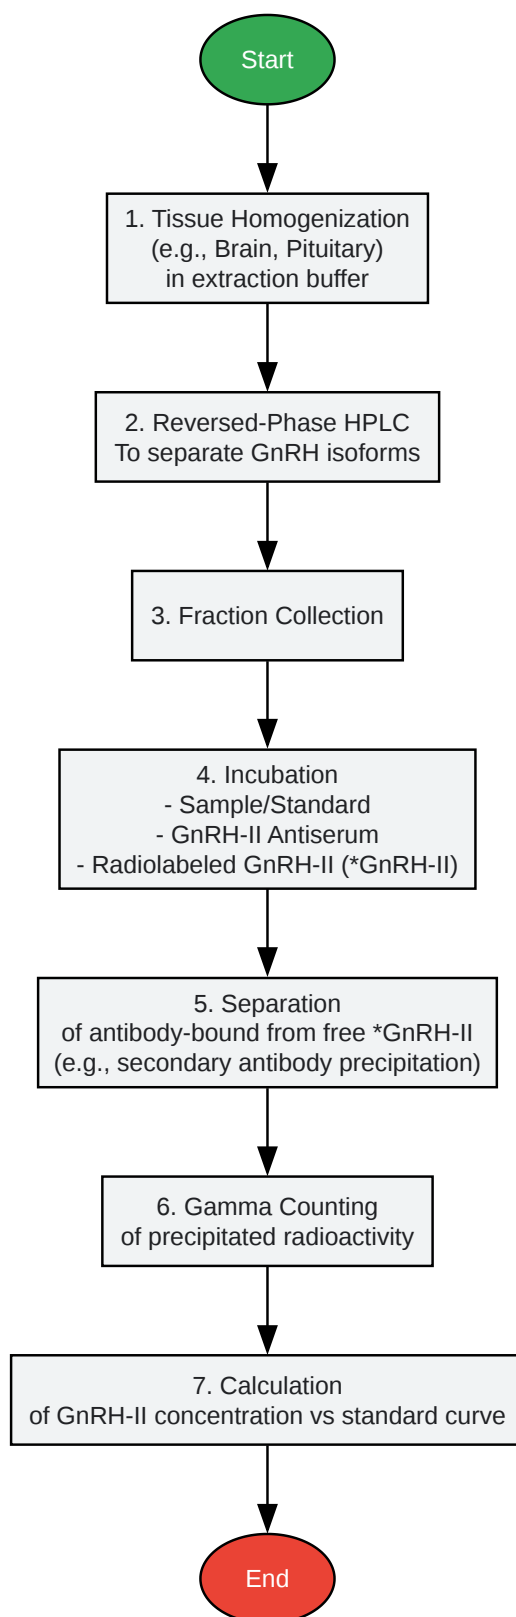 Start
1. Tissue Homogenization
(e.g., Brain, Pituitary)
in extraction buffer
2. Reversed-Phase HPLC
To separate GnRH isoforms
3. Fraction Collection
4. Incubation
- Sample/Standard
- GnRH-II Antiserum
- Radiolabeled GnRH-II (*GnRH-II)
5. Separation
of antibody-bound from free *GnRH-II
(e.g., secondary antibody precipitation)
6. Gamma Counting
of precipitated radioactivity
7. Calculation
of GnRH-II concentration vs standard curve
End